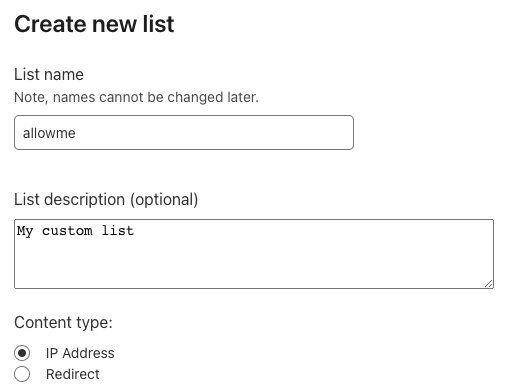 Create new list
List name
Note, names cannot be changed later.
allowme
List description (optional)
My custom list
Content type:
IP Address
Redirect